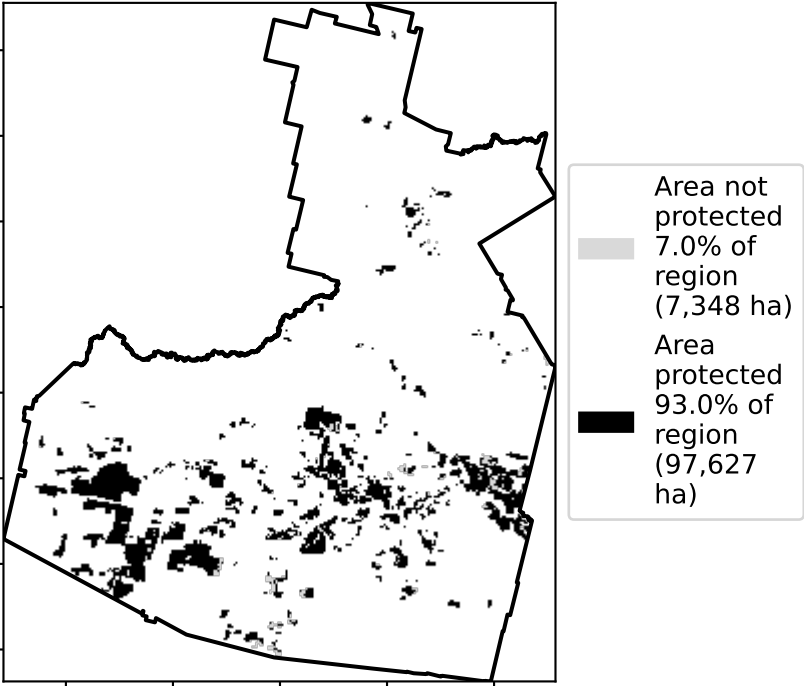 Area not
protected
7.0% of
region
(7,348 ha)
Area
protected
93.0% of
region
(97,627
ha)